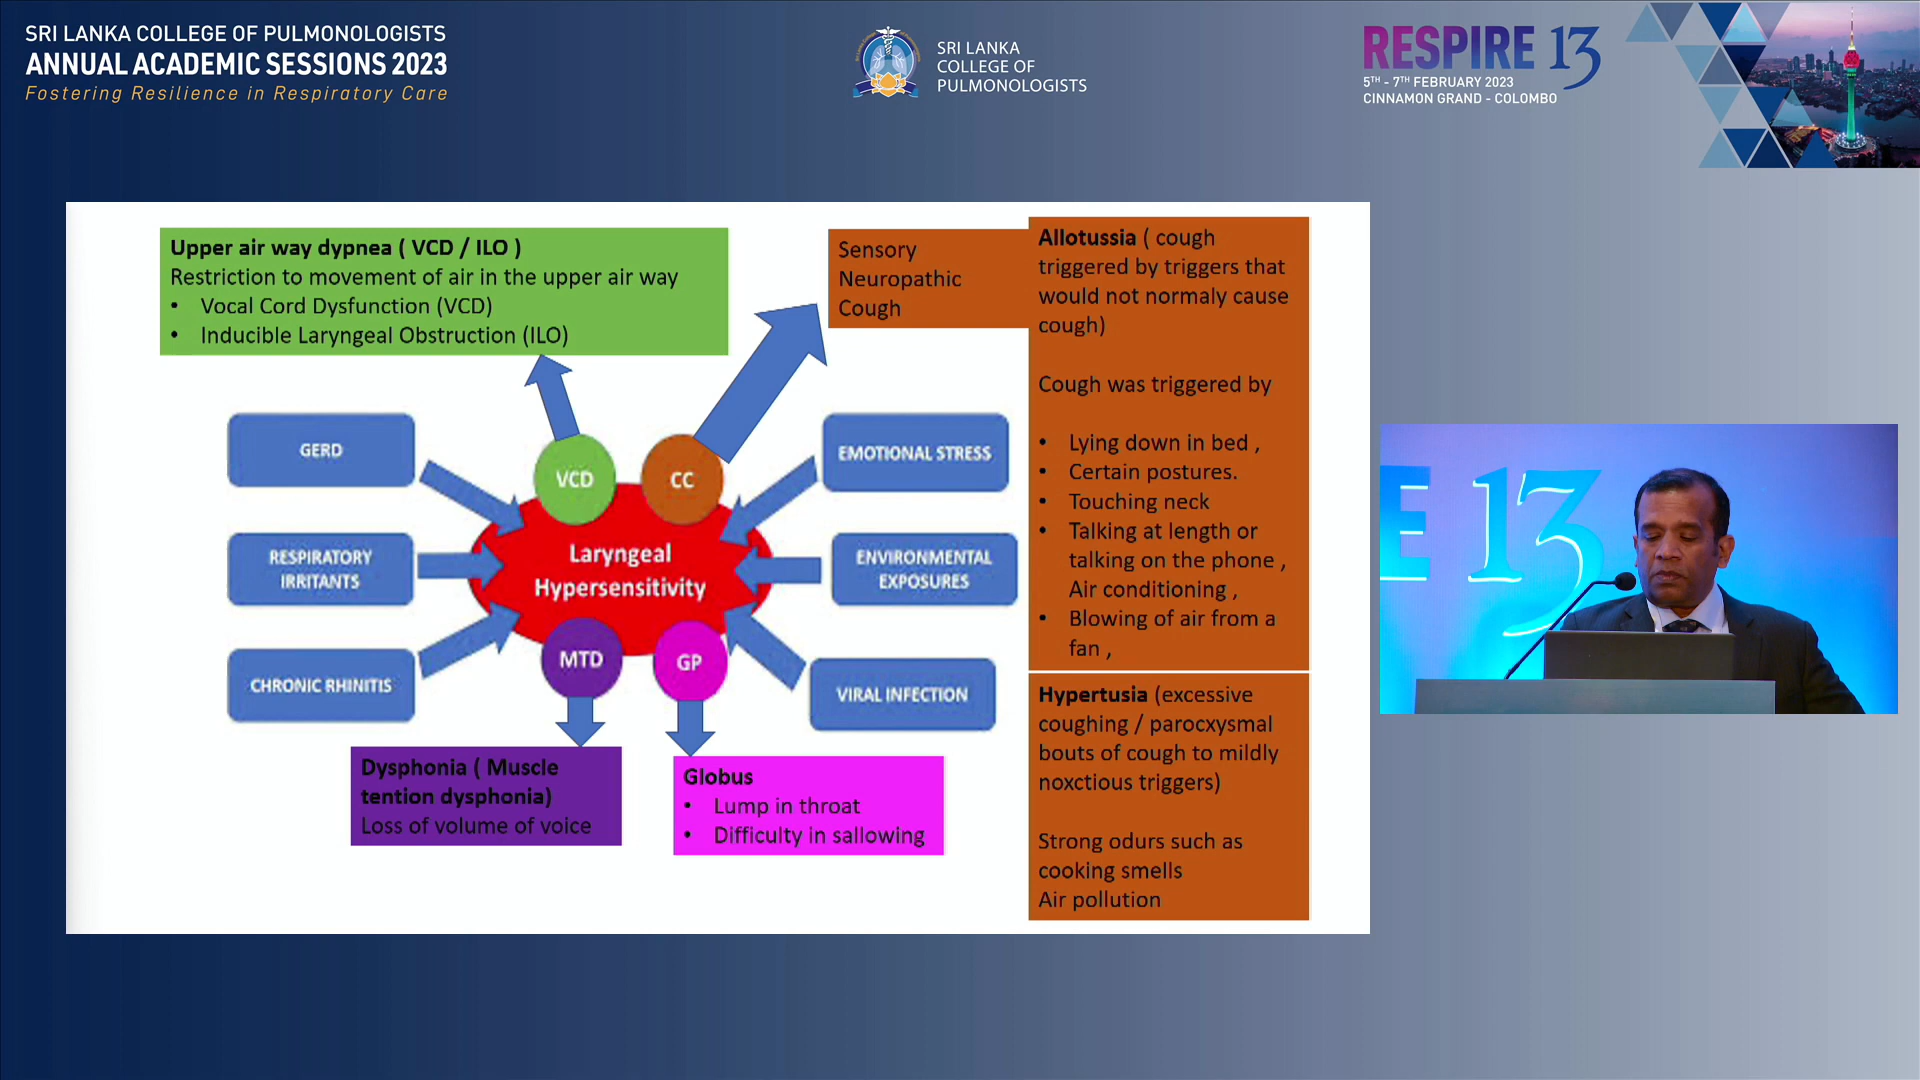 SRI LANKA COLLEGE OF PULMONOLOGISTS
ANNUAL ACADEMIC SESSIONS 2023
Fostering Resilience in Respiratory Care
SRI LANKA
COLLEGE OF
PULMONOLOGISTS
RESPIRE 13
5TH - 7TH FEBRUARY 2023
CINNAMON GRAND - COLOMBO
Upper air way dypnea ( VCD / ILO )
Restriction to movement of air in the upper air way
• Vocal Cord Dysfunction (VCD)
• Inducible Laryngeal Obstruction (ILO)
Sensory
Neuropathic
Cough
Allotussia ( cough
triggered by triggers that
would not normaly cause
cough)
Cough was triggered by
• Lying down in bed ,
• Certain postures.
• Touching neck
• Talking at length or
talking on the phone ,
Air conditioning ,
• Blowing of air from a
fan ,
Hypertusia (excessive
coughing / parocxysmal
bouts of cough to mildly
noxctious triggers)
Strong odurs such as
cooking smells
Air pollution
GERD
RESPIRATORY
IRRITANTS
CHRONIC RHINITIS
VCD
CC
Laryngeal
Hypersensitivity
MTD
GP
EMOTIONAL STRESS
ENVIRONMENTAL
EXPOSURES
VIRAL INFECTION
Dysphonia ( Muscle
tention dysphonia)
Loss of volume of voice
Globus
• Lump in throat
• Difficulty in sallowing
E 13